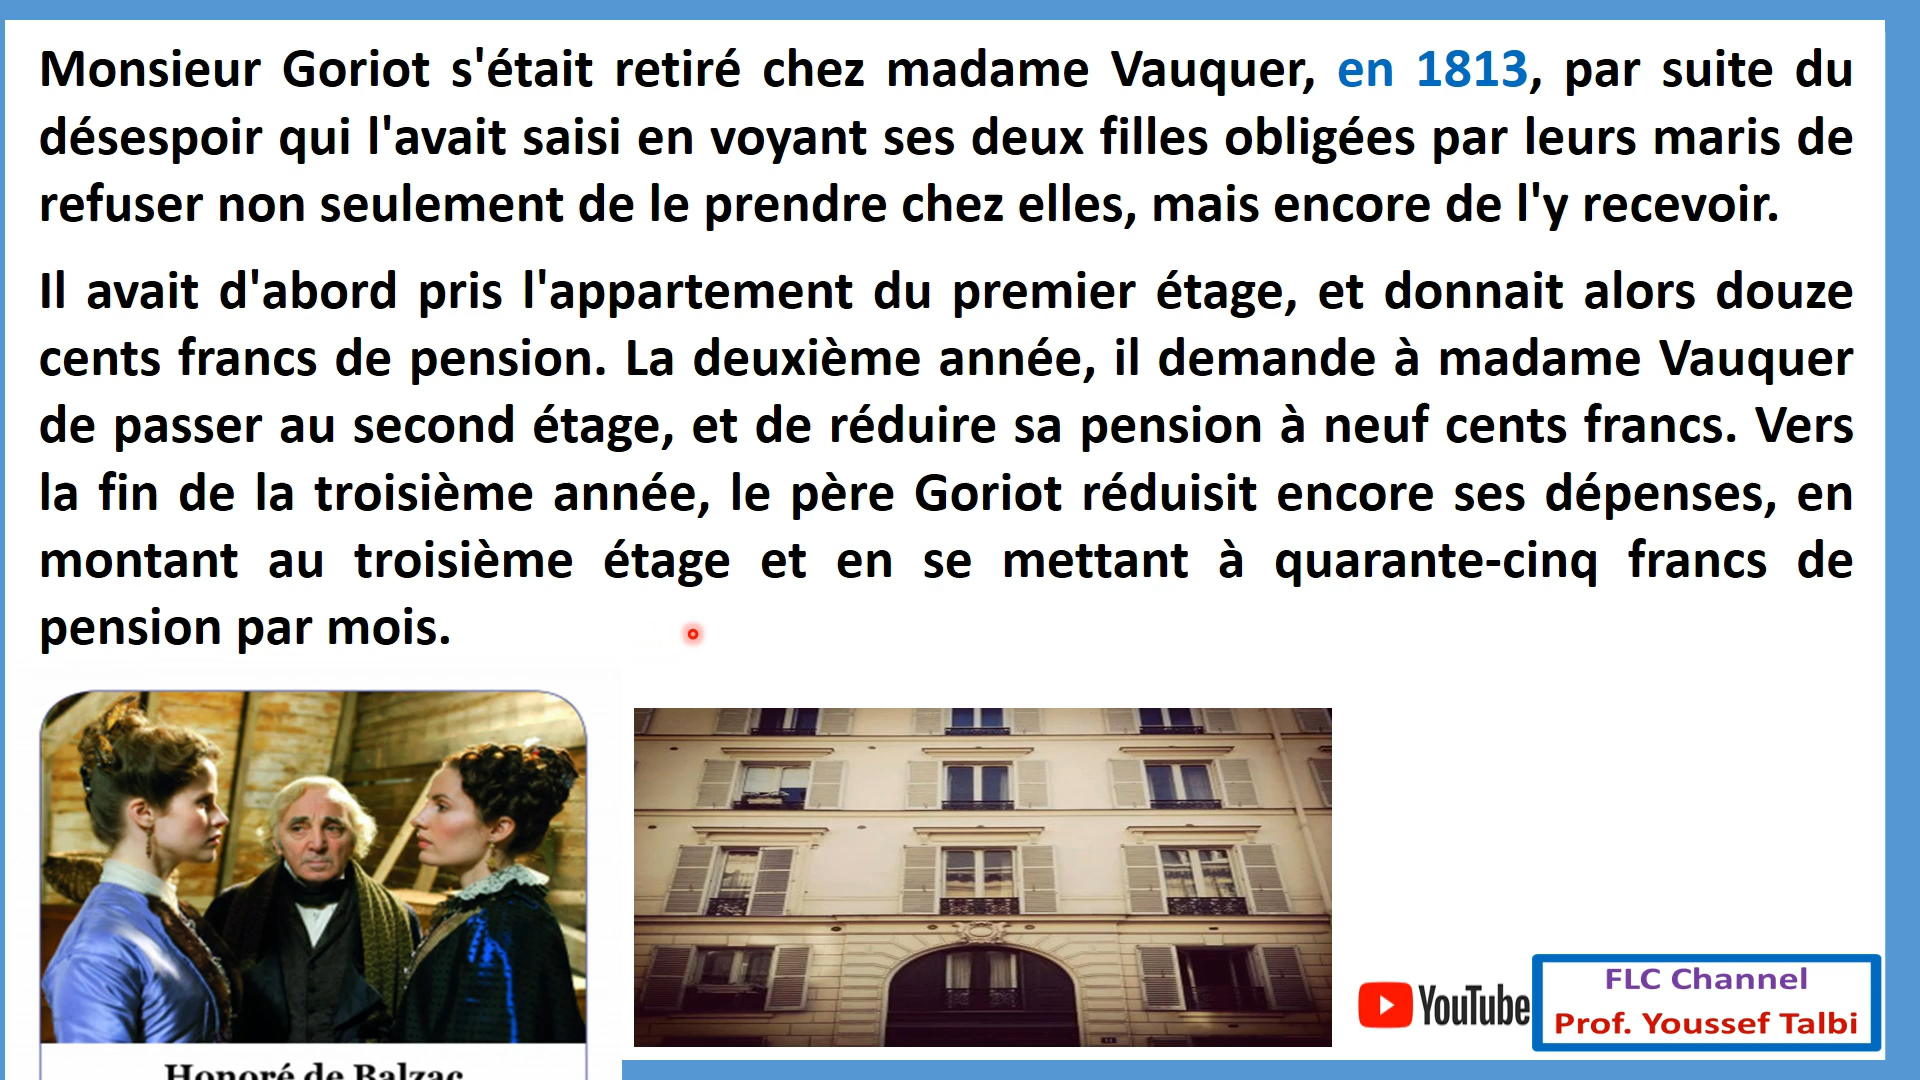 Monsieur Goriot s'était retiré chez madame Vauquer, en 1813, par suite du
désespoir qui l'avait saisi en voyant ses deux filles obligées par leurs maris de
refuser non seulement de le prendre chez elles, mais encore de l'y recevoir.
Il avait d'abord pris l'appartement du premier étage, et donnait alors douze
cents francs de pension. La deuxième année, il demande à madame Vauquer
de passer au second étage, et de réduire sa pension à neuf cents francs. Vers
la fin de la troisième année, le père Goriot réduisit encore ses dépenses, en
montant au troisième étage et en se mettant à quarante-cinq francs de
pension par mois.
Honoré de Balzac
YouTube
FLC Channel
Prof. Youssef Talbi